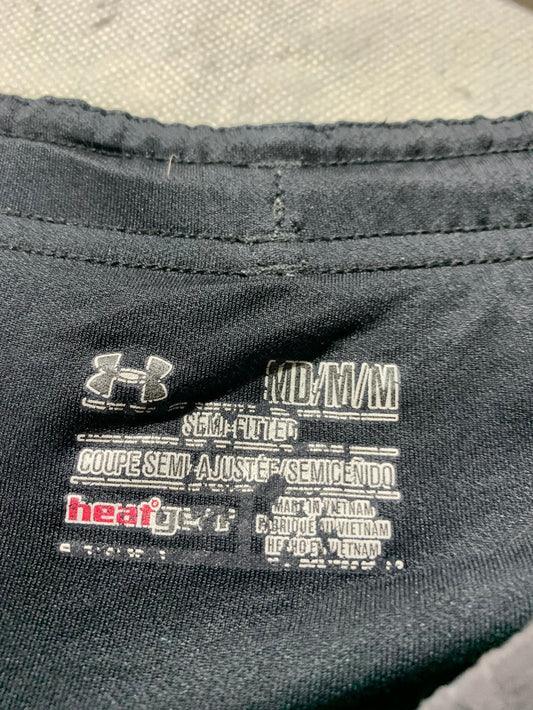 MD/M/M
SEMI-FITTED
COUPE SEMI-AJUSTÉE/SEMICEÑIDO
heatgear
MADE IN VIETNAM
FABRIQUÉ AU VIETNAM
HECHO EN VIETNAM